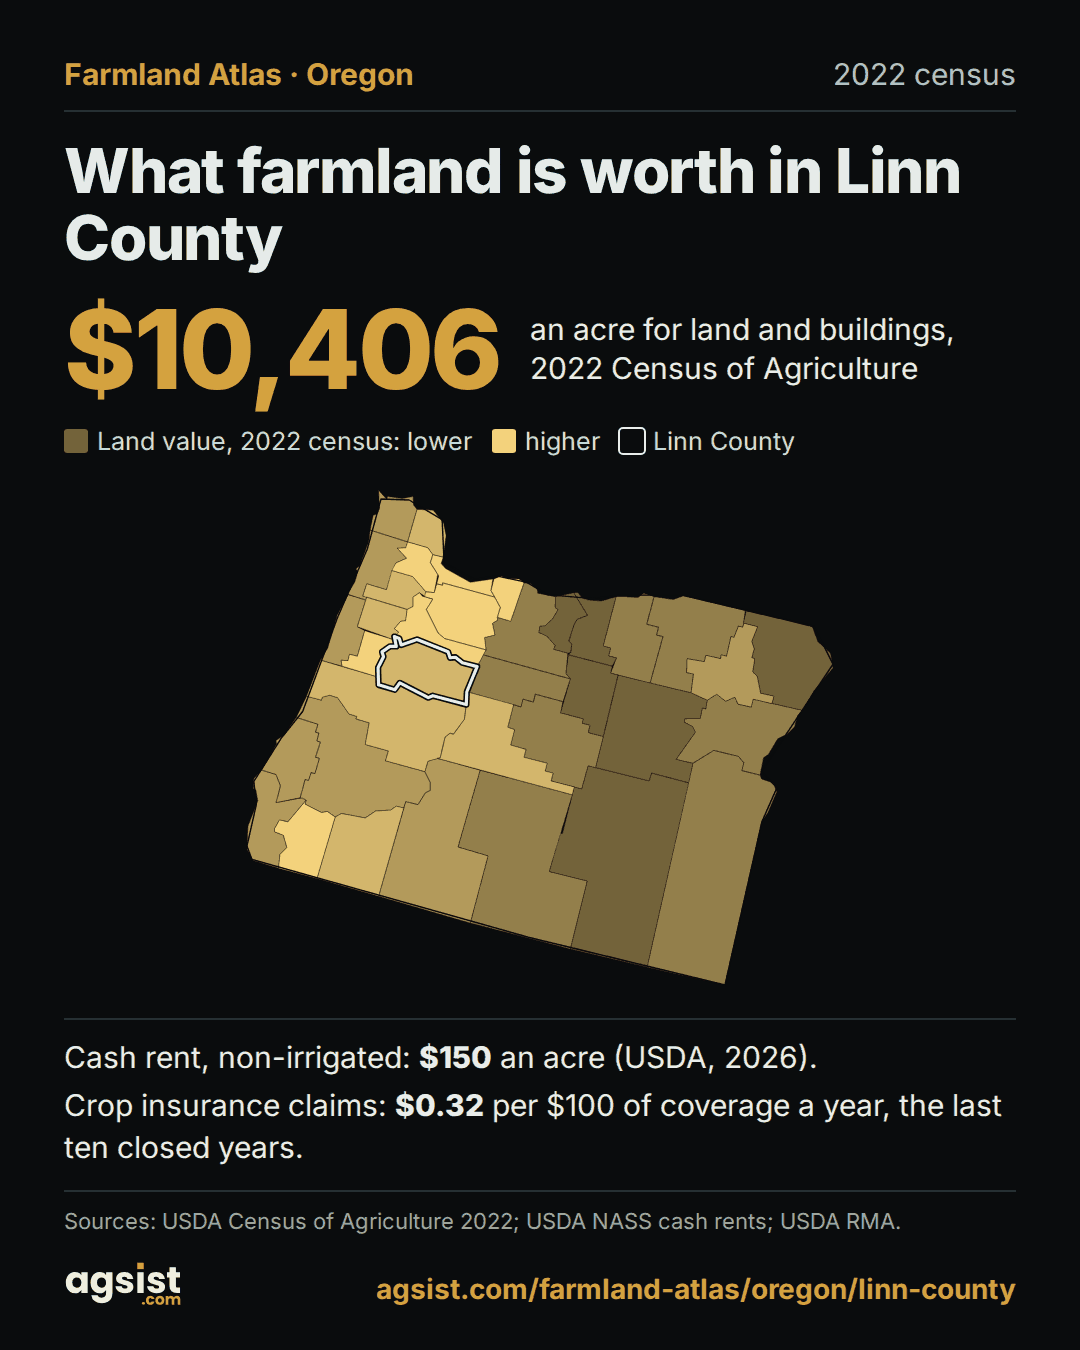 Farmland Atlas · Oregon
2022 census
What farmland is worth in Linn
County
$10,406
an acre for land and buildings,
2022 Census of Agriculture
Land value, 2022 census: lower
higher
Linn County
Cash rent, non-irrigated: $150 an acre (USDA, 2026).
Crop insurance claims: $0.32 per $100 of coverage a year, the last
ten closed years.
Sources: USDA Census of Agriculture 2022; USDA NASS cash rents; USDA RMA.
agsist
.com
agsist.com/farmland-atlas/oregon/linn-county